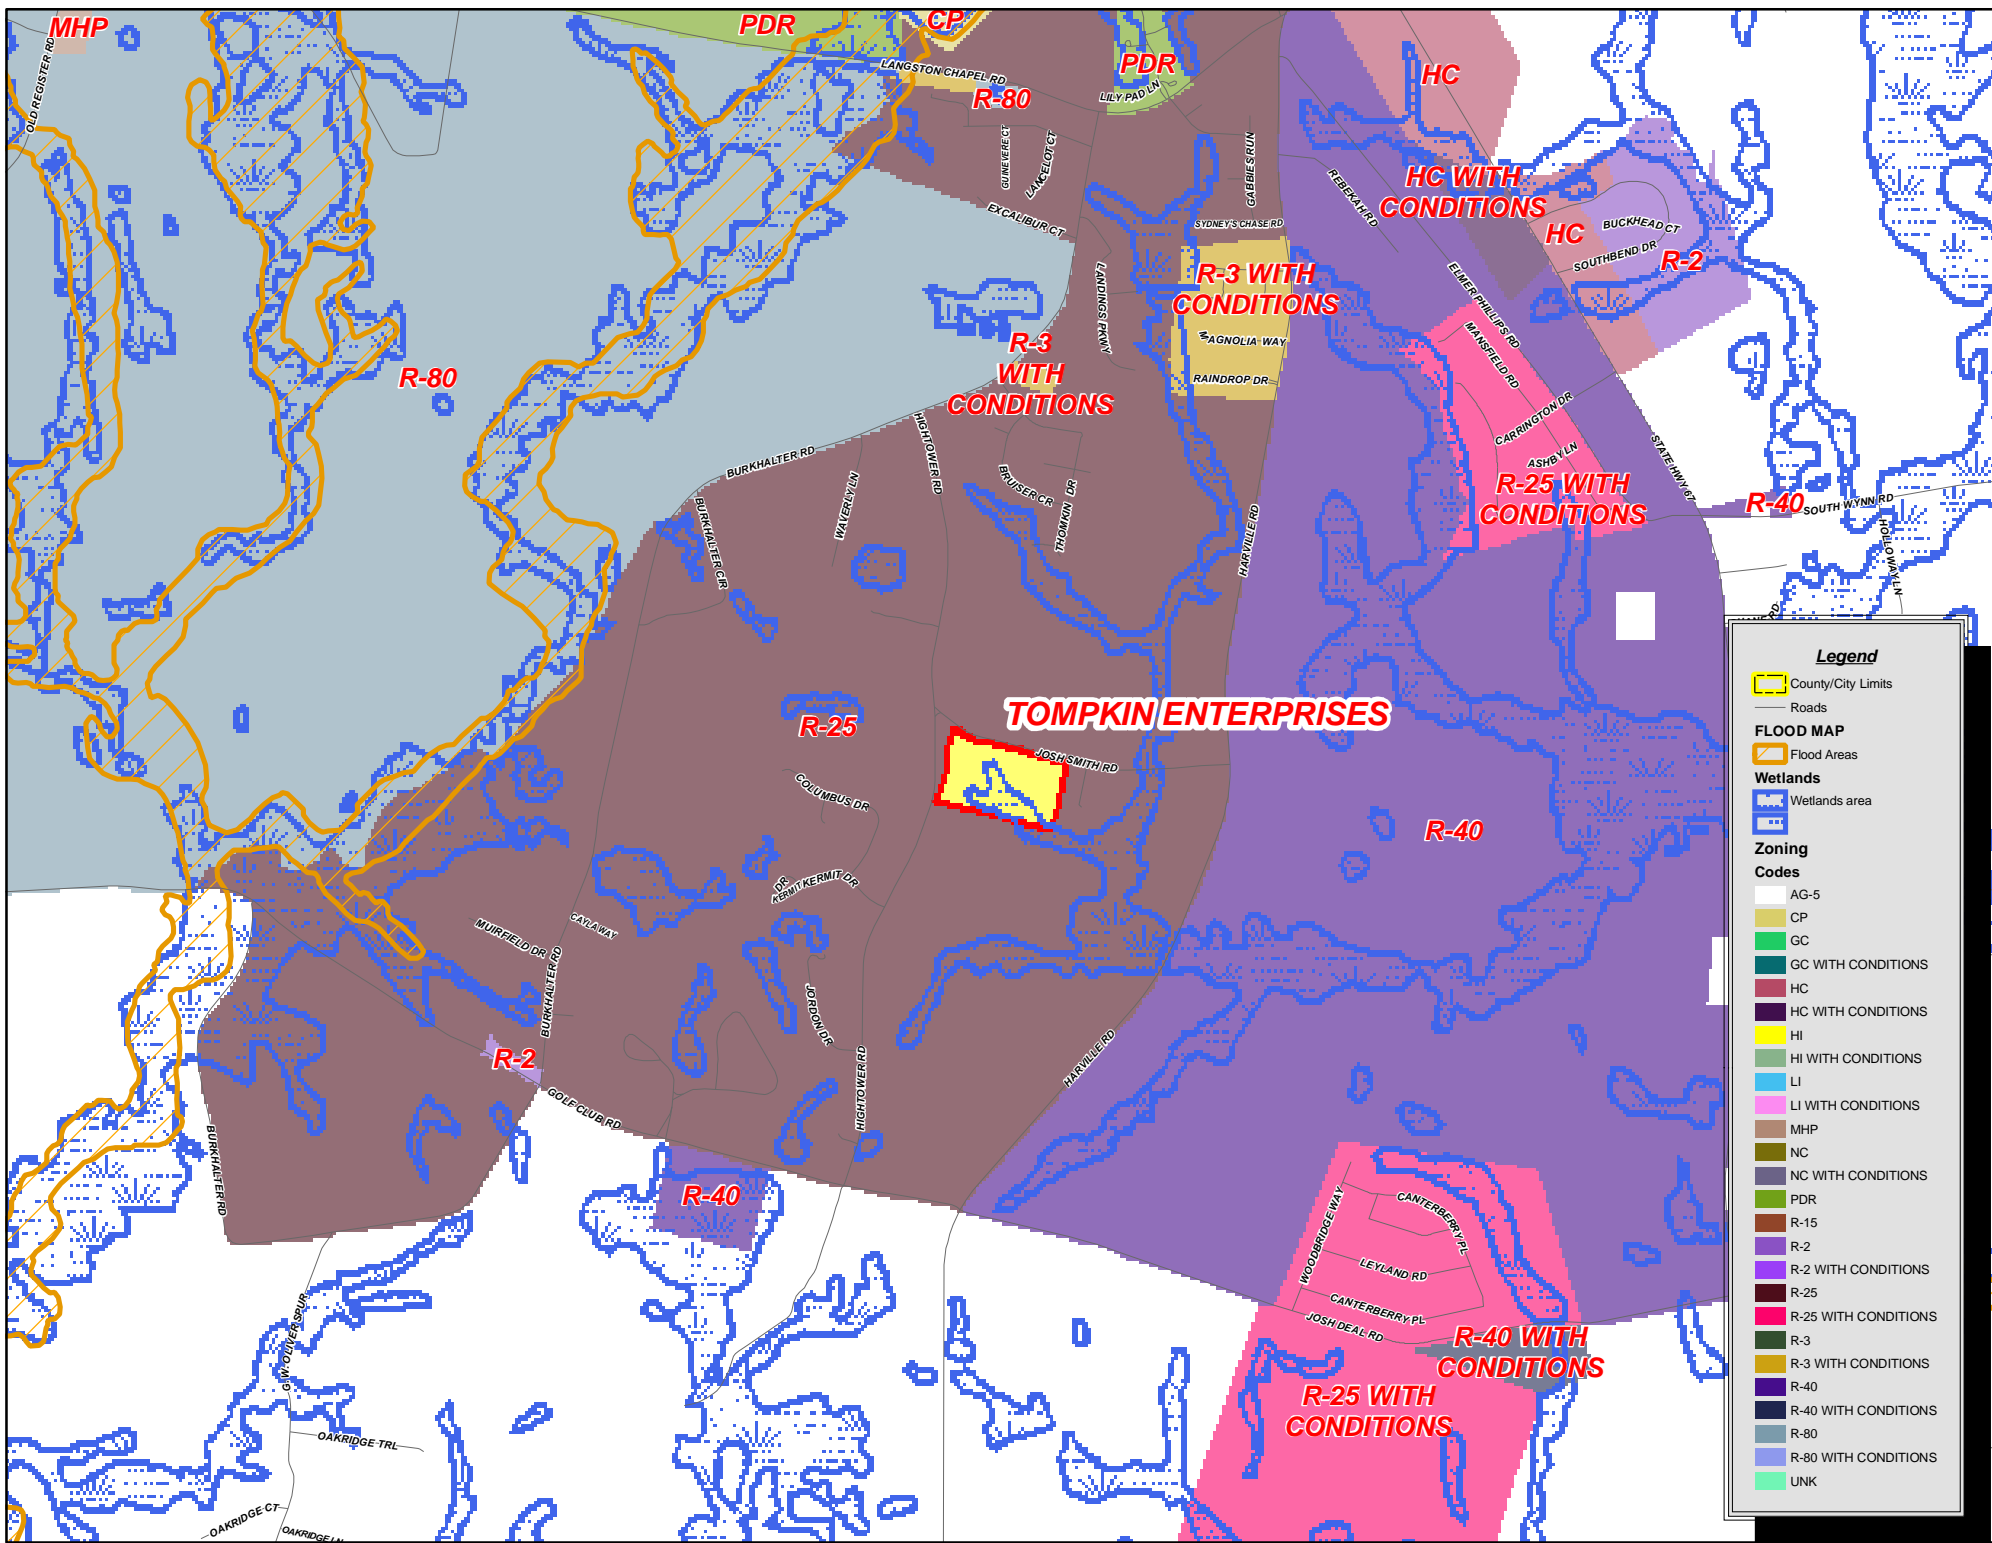 MHP
PDR
CP
PDR
HC
OLD REGISTER RD
LANGSTON CHAPEL RD
R-80
LILY PAD LN
GUINEVERE CT
LANCELOT CT
GABBIES RUN
REBEKAH RD
HC WITH
CONDITIONS
EXCALIBUR CT
SYDNEY'S CHASE RD
HC
BUCKHEAD CT
SOUTHBEND DR
R-2
LANDINGS PKWY
R-3 WITH
CONDITIONS
ELMER PHILLIPS RD
MANSFIELD RD
MAGNOLIA WAY
RAINDROP DR
R-3
WITH
CONDITIONS
R-80
CARRINGTON DR
ASHBY LN
STATE HWY 67
R-25 WITH
CONDITIONS
R-40
SOUTH WYNN RD
HOLLOWAY LN
HIGHTOWER RD
BURKHALTER RD
WAVERLY LN
BURKHALTER CIR
BRUISER CR
THOMPKIN DR
HARVILLE RD
R-25
TOMPKIN ENTERPRISES
JOSH SMITH RD
COLUMBUS DR
R-40
KERMIT DR
KERMIT DR
MUIRFIELD DR
CAYLA WAY
BURKHALTER RD
JORDON DR
HIGHTOWER RD
HARVILLE RD
R-2
GOLF CLUB RD
BURKHALTER RD
R-40
WOODBRIDGE WAY
CANTERBERRY PL
LEYLAND RD
CANTERBERRY PL
JOSH DEAL RD
R-40 WITH
CONDITIONS
R-25 WITH
CONDITIONS
G. W. OLIVER SPUR
OAKRIDGE TRL
OAKRIDGE CT
OAKRIDGE LN
Legend
County/City Limits
Roads
FLOOD MAP
Flood Areas
Wetlands
Wetlands area
Zoning
Codes
AG-5
CP
GC
GC WITH CONDITIONS
HC
HC WITH CONDITIONS
HI
HI WITH CONDITIONS
LI
LI WITH CONDITIONS
MHP
NC
NC WITH CONDITIONS
PDR
R-15
R-2
R-2 WITH CONDITIONS
R-25
R-25 WITH CONDITIONS
R-3
R-3 WITH CONDITIONS
R-40
R-40 WITH CONDITIONS
R-80
R-80 WITH CONDITIONS
UNK